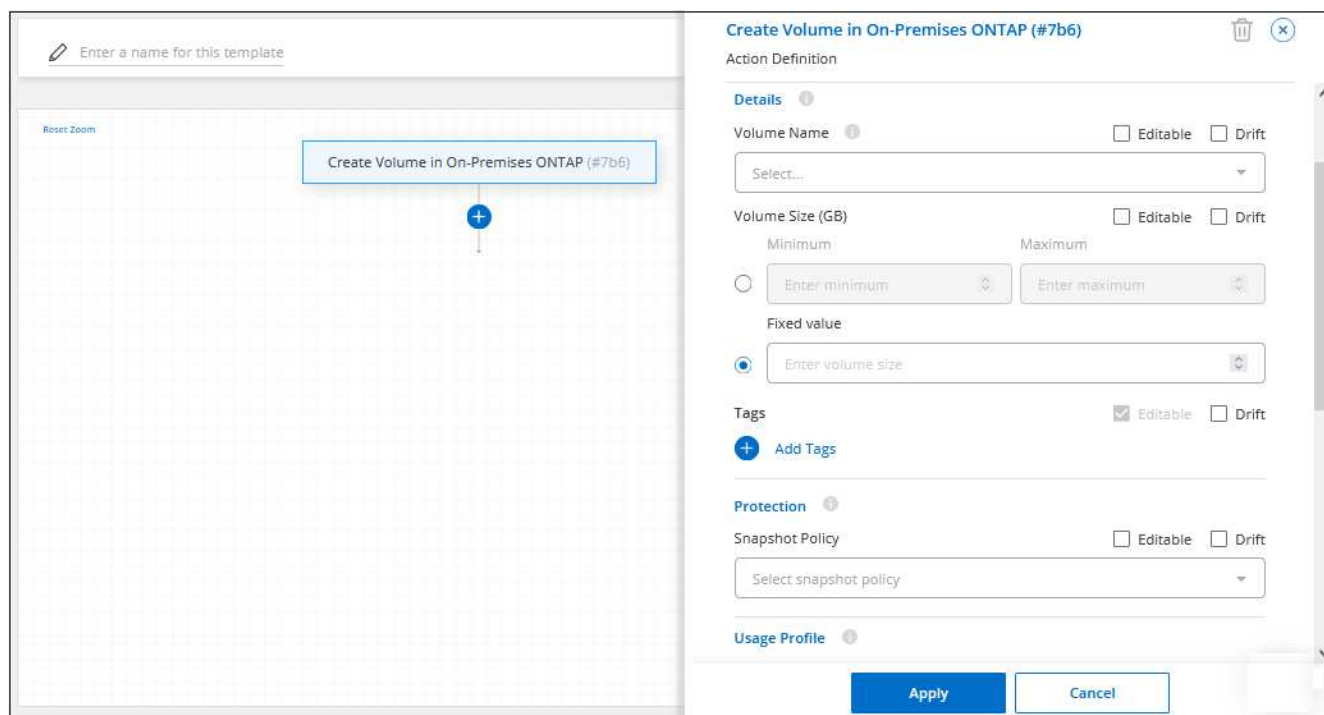 Enter a name for this template
Reset Zoom
Create Volume in On-Premises ONTAP (#7b6)
Create Volume in On-Premises ONTAP (#7b6)
Action Definition
Details
Volume Name Editable Drift
Select...
Volume Size (GB) Editable Drift
Minimum Maximum
Enter minimum Enter maximum
Fixed value
Enter volume size
Tags Editable Drift
Add Tags
Protection
Snapshot Policy Editable Drift
Select snapshot policy
Usage Profile
Apply Cancel